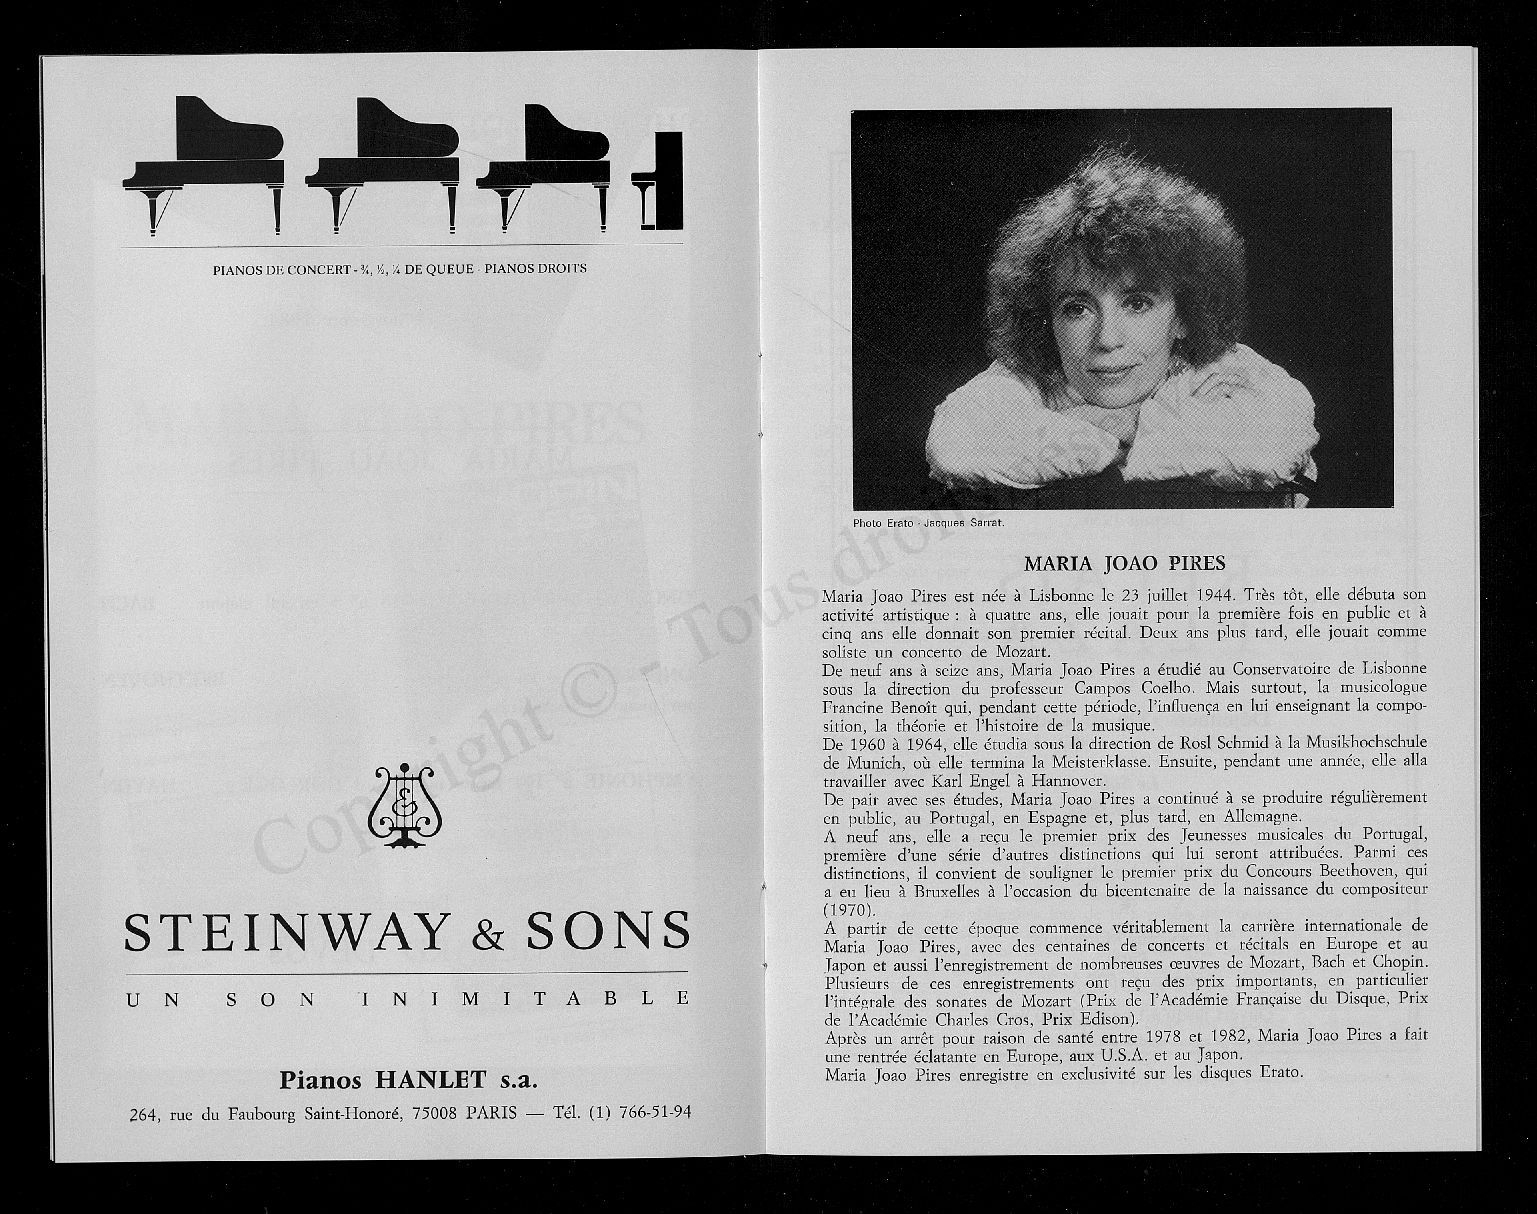 PIANOS DE CONCERT - ¾, ½, ¼ DE QUEUE - PIANOS DROITS
STEINWAY & SONS
UN SON INIMITABLE
Pianos HANLET s.a.
264, rue du Faubourg Saint-Honoré, 75008 PARIS — Tél. (1) 766-51-94
Photo Erato - Jacques Sarrat.
MARIA JOAO PIRES
Maria Joao Pires est née à Lisbonne le 23 juillet 1944. Très tôt, elle débuta son
activité artistique : à quatre ans, elle jouait pour la première fois en public et à
cinq ans elle donnait son premier récital. Deux ans plus tard, elle jouait comme
soliste un concerto de Mozart.
De neuf ans à seize ans, Maria Joao Pires a étudié au Conservatoire de Lisbonne
sous la direction du professeur Campos Coelho. Mais surtout, la musicologue
Francine Benoît qui, pendant cette période, l'influença en lui enseignant la compo-
sition, la théorie et l'histoire de la musique.
De 1960 à 1964, elle étudia sous la direction de Rosl Schmid à la Musikhochschule
de Munich, où elle termina la Meisterklasse. Ensuite, pendant une année, elle alla
travailler avec Karl Engel à Hannover.
De pair avec ses études, Maria Joao Pires a continué à se produire régulièrement
en public, au Portugal, en Espagne et, plus tard, en Allemagne.
A neuf ans, elle a reçu le premier prix des Jeunesses musicales du Portugal,
première d'une série d'autres distinctions qui lui seront attribuées. Parmi ces
distinctions, il convient de souligner le premier prix du Concours Beethoven, qui
a eu lieu à Bruxelles à l'occasion du bicentenaire de la naissance du compositeur
(1970).
A partir de cette époque commence véritablement la carrière internationale de
Maria Joao Pires, avec des centaines de concerts et récitals en Europe et au
Japon et aussi l'enregistrement de nombreuses œuvres de Mozart, Bach et Chopin.
Plusieurs de ces enregistrements ont reçu des prix importants, en particulier
l'intégrale des sonates de Mozart (Prix de l'Académie Française du Disque, Prix
de l'Académie Charles Cros, Prix Edison).
Après un arrêt pour raison de santé entre 1978 et 1982, Maria Joao Pires a fait
une rentrée éclatante en Europe, aux U.S.A. et au Japon.
Maria Joao Pires enregistre en exclusivité sur les disques Erato.
Copyright © - Tous droits